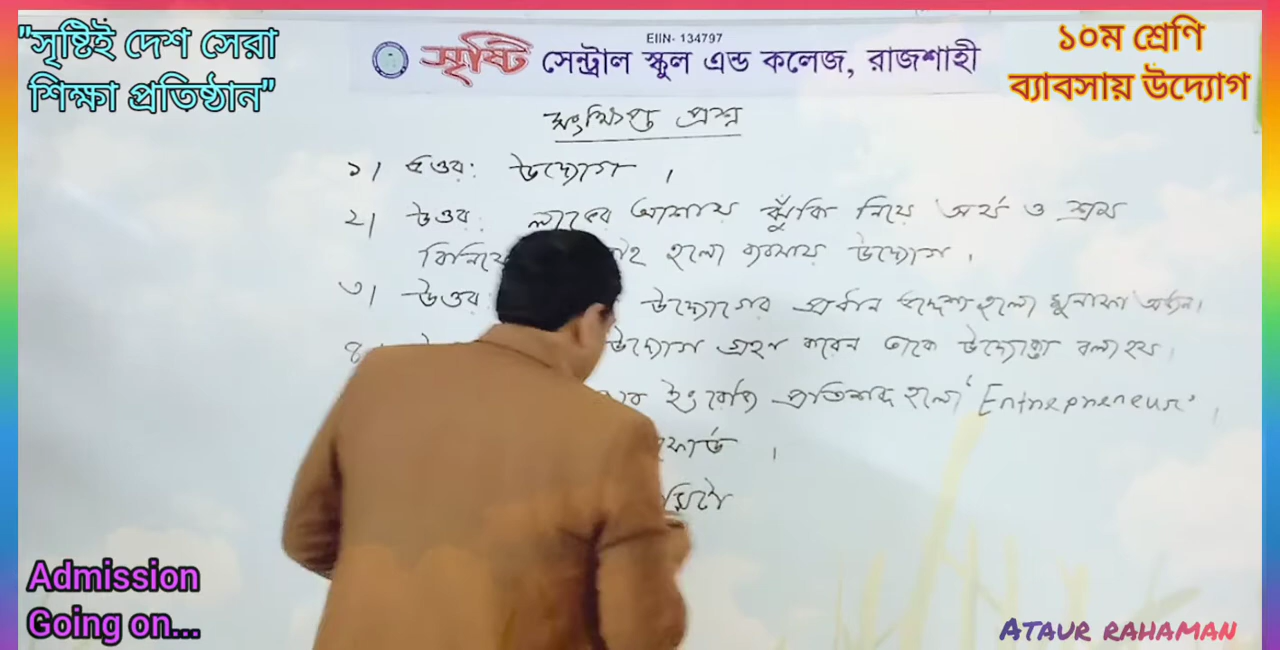 "সৃষ্টিই দেশ সেরা
শিক্ষা প্রতিষ্ঠান"
EIIN- 134797
সৃষ্টি সেন্ট্রাল স্কুল এন্ড কলেজ, রাজশাহী
১০ম শ্রেণি
ব্যাবসায় উদ্যোগ
সংক্ষিপ্ত প্রশ্ন
১। উত্তর: উদ্যোগ ।
২। উত্তর: লাভের আশায় ঝুঁকি নিয়ে অর্থ ও শ্রম
হলো ব্যবসায় উদ্যোগ ।
৩। উত্তর উদ্যোগের প্রধান উদ্দেশ্য হলো মুনাফা অর্জন।
৪। উদ্যোগ গ্রহণ করেন তাকে উদ্যোক্তা বলা হয় ।
ইংরেজি প্রতিশব্দ হলো 'Entrepreneur' ।
Admission
Going on...
ATAUR RAHAMAN